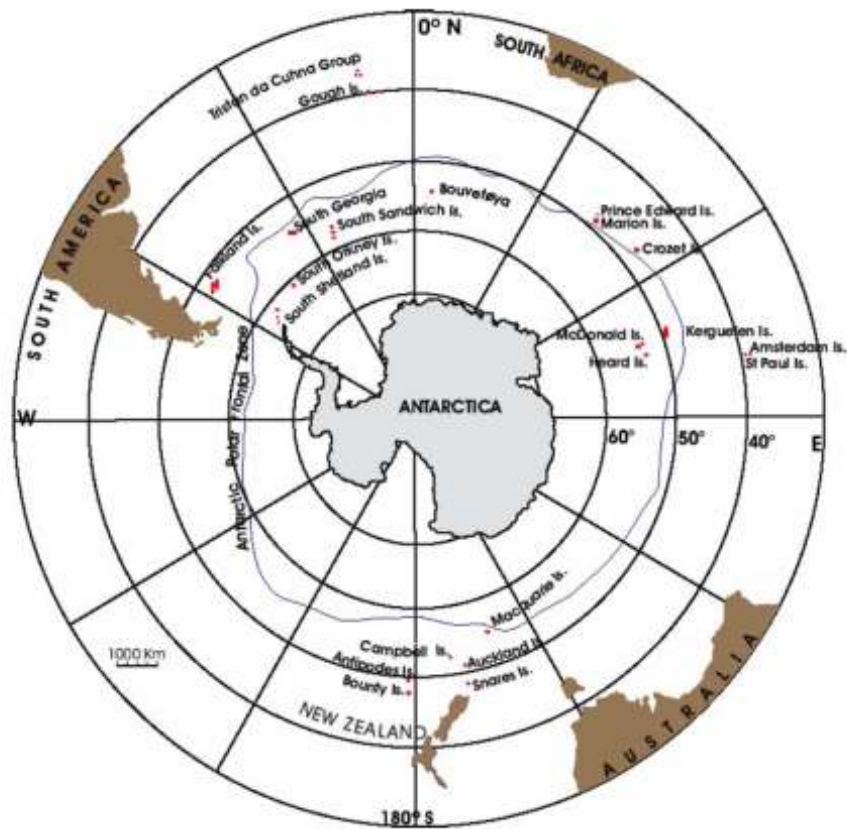 0° N
SOUTH AFRICA
Tristan da Cuhna Group
Gough Is.
SOUTH AMERICA
Bouvetøya
South Georgia
South Sandwich Is.
Prince Edward Is.
Marion Is.
Crozet Is.
Falkland Is.
South Orkney Is.
South Shetland Is.
McDonald Is.
Heard Is.
Kerguelen Is.
Amsterdam Is.
St Paul Is.
ANTARCTICA
W
60°
50°
40°
E
Antarctic Polar Frontal Zone
Macquarie Is.
Campbell Is.
Auckland Is.
Antipodes Is.
Snares Is.
Bounty Is.
1000 Km
NEW ZEALAND
AUSTRALIA
180° S